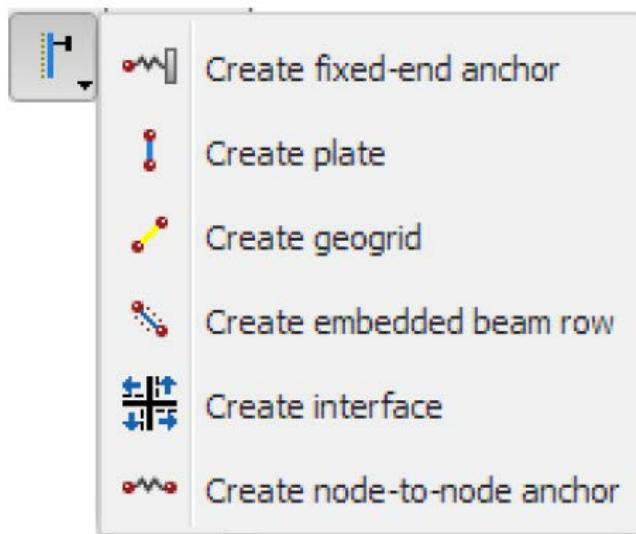 Create fixed-end anchor
Create plate
Create geogrid
Create embedded beam row
Create interface
Create node-to-node anchor